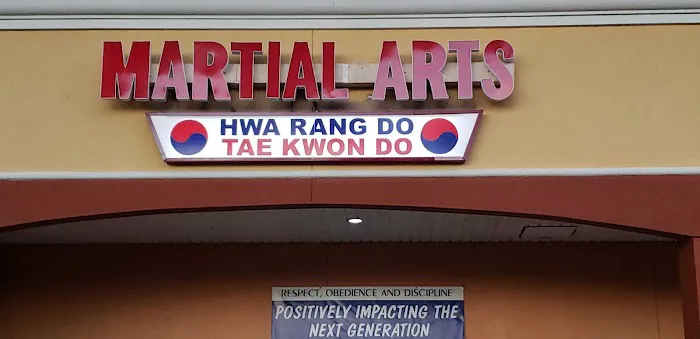 MARTIAL ARTS
HWA RANG DO
TAE KWON DO
RESPECT, OBEDIENCE AND DISCIPLINE
POSITIVELY IMPACTING THE
NEXT GENERATION